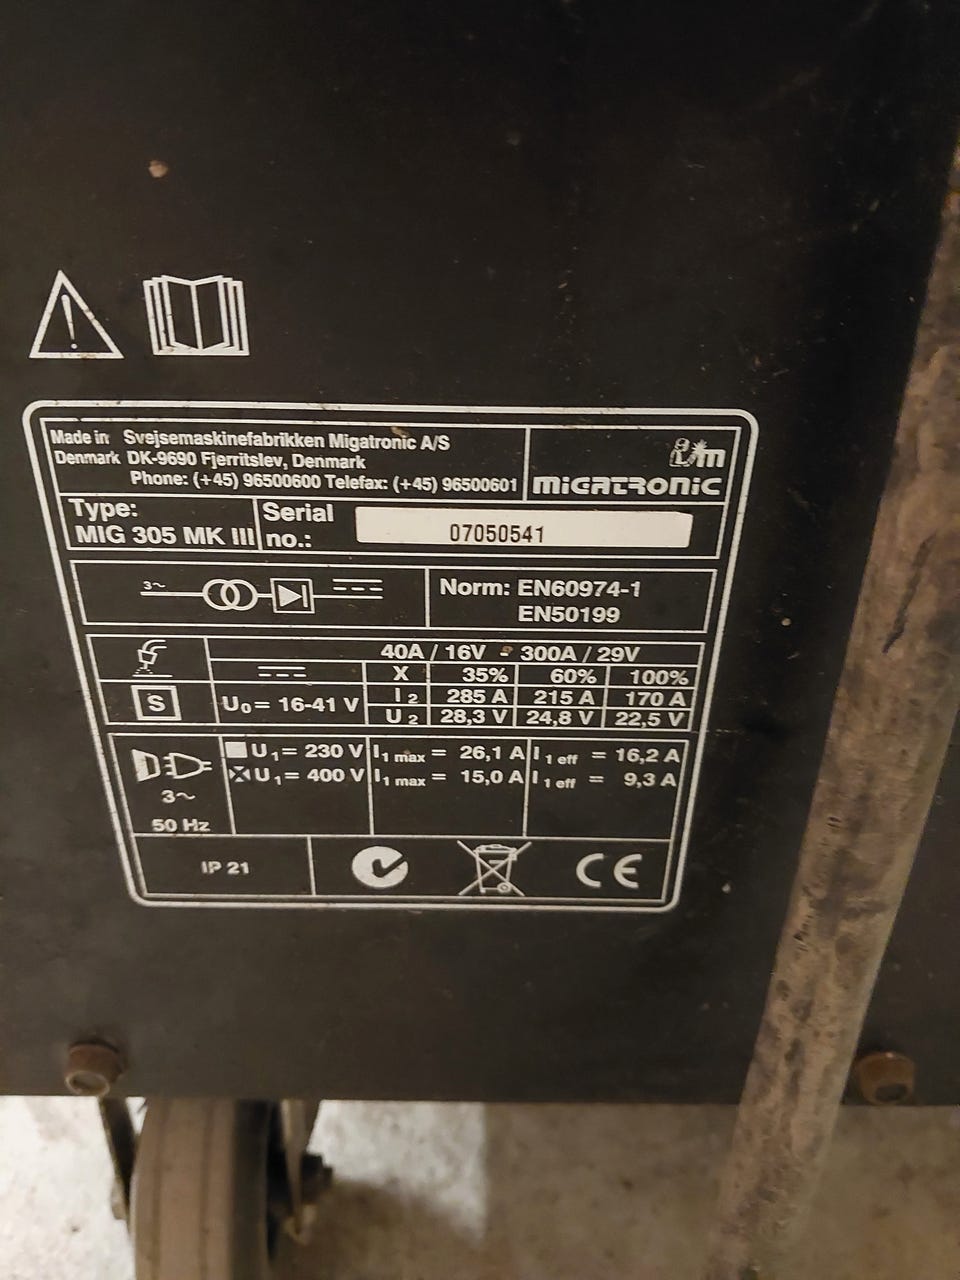 Made in Svejsemaskinefabrikken Migatronic A/S
Denmark DK-9690 Fjerritslev, Denmark
Phone: (+45) 96500600 Telefax: (+45) 96500601
MIGATRONIC
Type:
MIG 305 MK III
Serial
no.:
07050541
3~
Norm: EN60974-1
EN50199
40A / 16V - 300A / 29V
X 35% 60% 100%
S
U0= 16-41 V
I2 285 A 215 A 170 A
U2 28,3 V 24,8 V 22,5 V
U1= 230 V I1 max = 26,1 A I1 eff = 16,2 A
U1= 400 V I1 max = 15,0 A I1 eff = 9,3 A
3~
50 Hz
IP 21
CE